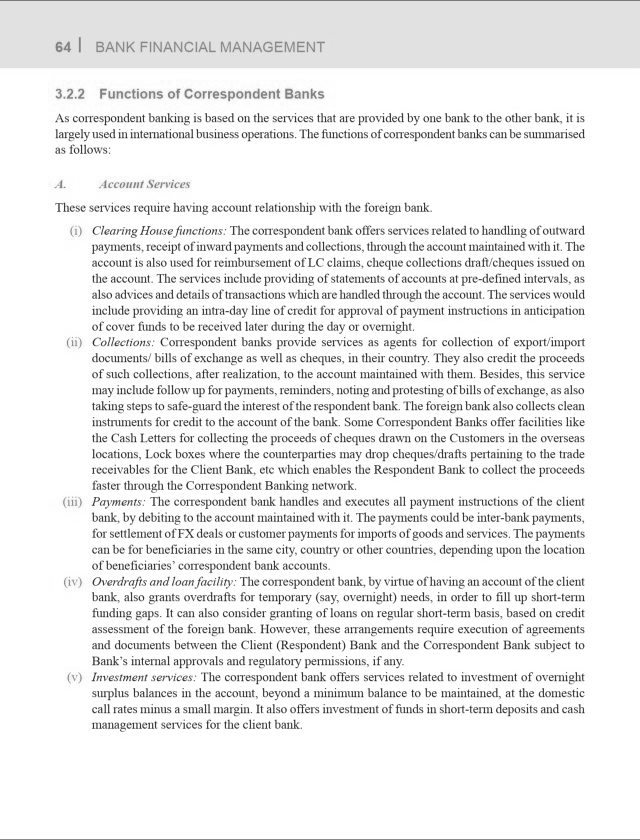 64 | BANK FINANCIAL MANAGEMENT
3.2.2 Functions of Correspondent Banks
As correspondent banking is based on the services that are provided by one bank to the other bank, it is
largely used in international business operations. The functions of correspondent banks can be summarised
as follows:
A. Account Services
These services require having account relationship with the foreign bank.
(i) Clearing House functions: The correspondent bank offers services related to handling of outward
payments, receipt of inward payments and collections, through the account maintained with it. The
account is also used for reimbursement of LC claims, cheque collections draft/cheques issued on
the account. The services include providing of statements of accounts at pre-defined intervals, as
also advices and details of transactions which are handled through the account. The services would
include providing an intra-day line of credit for approval of payment instructions in anticipation
of cover funds to be received later during the day or overnight.
(ii) Collections: Correspondent banks provide services as agents for collection of export/import
documents/ bills of exchange as well as cheques, in their country. They also credit the proceeds
of such collections, after realization, to the account maintained with them. Besides, this service
may include follow up for payments, reminders, noting and protesting of bills of exchange, as also
taking steps to safe-guard the interest of the respondent bank. The foreign bank also collects clean
instruments for credit to the account of the bank. Some Correspondent Banks offer facilities like
the Cash Letters for collecting the proceeds of cheques drawn on the Customers in the overseas
locations, Lock boxes where the counterparties may drop cheques/drafts pertaining to the trade
receivables for the Client Bank, etc which enables the Respondent Bank to collect the proceeds
faster through the Correspondent Banking network.
(iii) Payments: The correspondent bank handles and executes all payment instructions of the client
bank, by debiting to the account maintained with it. The payments could be inter-bank payments,
for settlement of FX deals or customer payments for imports of goods and services. The payments
can be for beneficiaries in the same city, country or other countries, depending upon the location
of beneficiaries' correspondent bank accounts.
(iv) Overdrafts and loan facility: The correspondent bank, by virtue of having an account of the client
bank, also grants overdrafts for temporary (say, overnight) needs, in order to fill up short-term
funding gaps. It can also consider granting of loans on regular short-term basis, based on credit
assessment of the foreign bank. However, these arrangements require execution of agreements
and documents between the Client (Respondent) Bank and the Correspondent Bank subject to
Bank's internal approvals and regulatory permissions, if any.
(v) Investment services: The correspondent bank offers services related to investment of overnight
surplus balances in the account, beyond a minimum balance to be maintained, at the domestic
call rates minus a small margin. It also offers investment of funds in short-term deposits and cash
management services for the client bank.